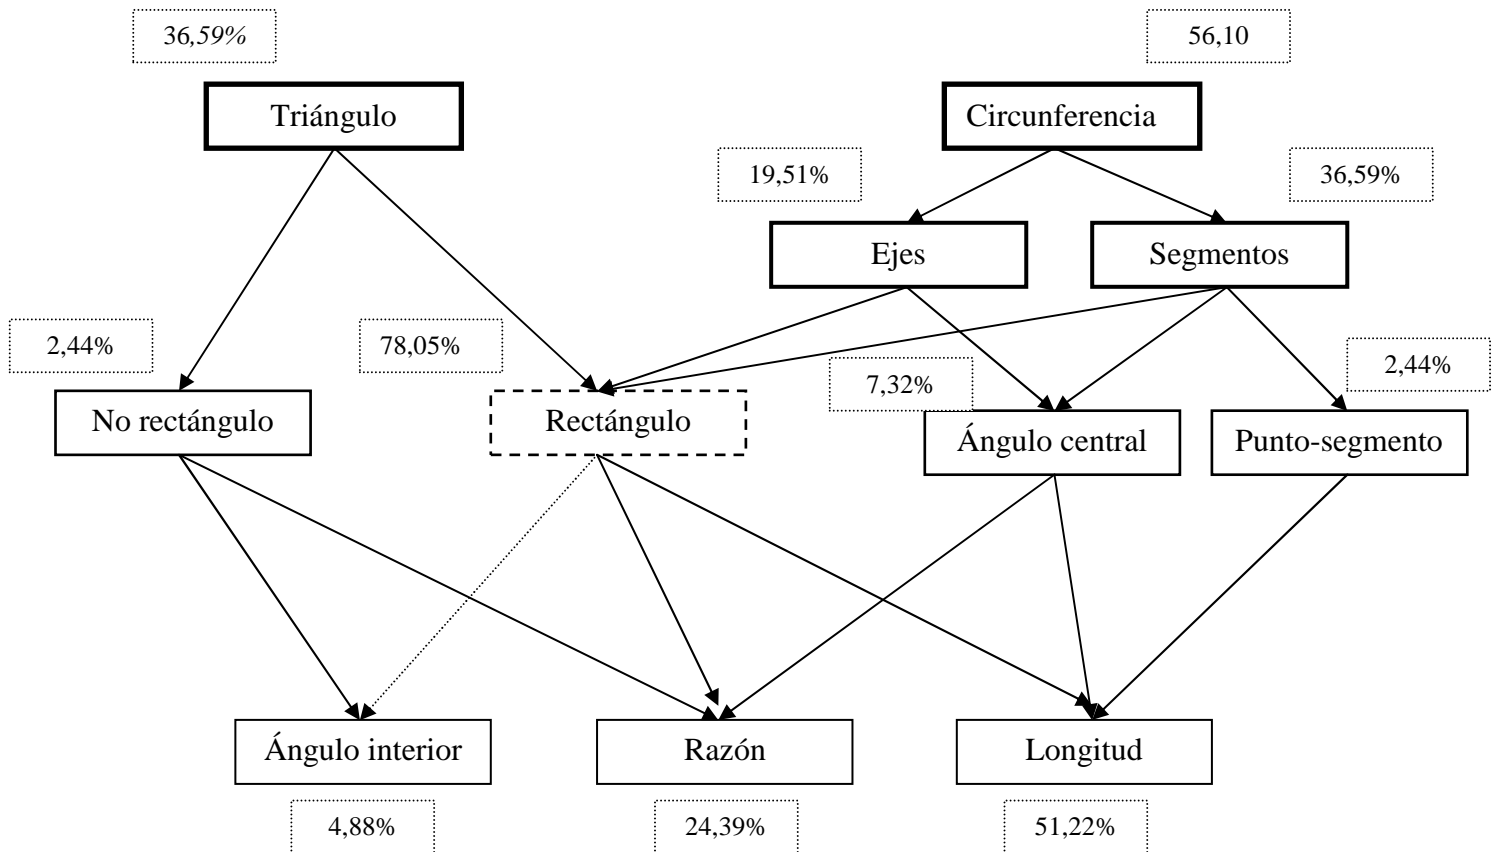 36,59%
56,10
Triángulo
Circunferencia
19,51%
36,59%
Ejes
Segmentos
2,44%
78,05%
7,32%
2,44%
No rectángulo
Rectángulo
Ángulo central
Punto-segmento
Ángulo interior
Razón
Longitud
4,88%
24,39%
51,22%